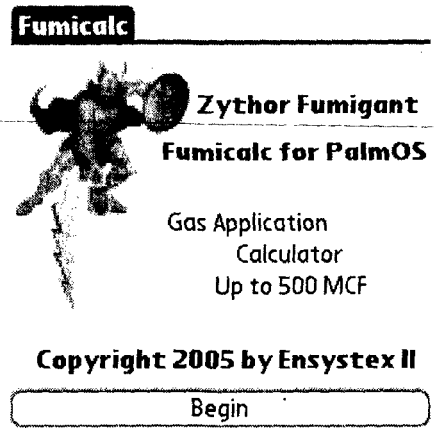 Fumicalc
Zythor Fumigant
Fumicalc for PalmOS
Gas Application
Calculator
Up to 500 MCF
Copyright 2005 by Ensystex II
Begin